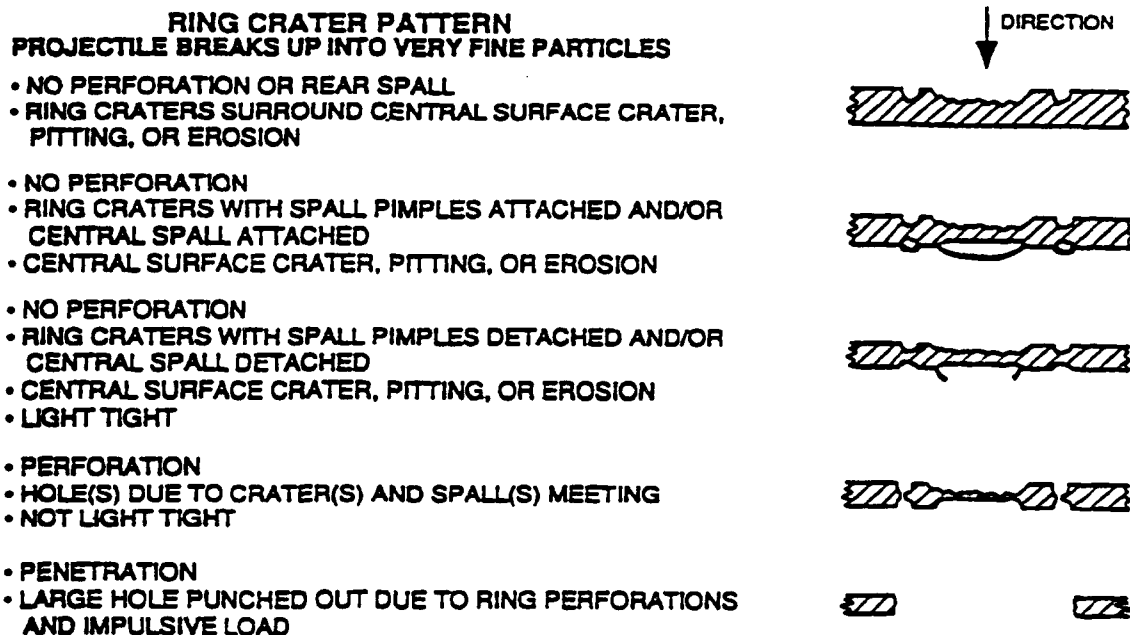 RING CRATER PATTERN
PROJECTILE BREAKS UP INTO VERY FINE PARTICLES
DIRECTION
• NO PERFORATION OR REAR SPALL
• RING CRATERS SURROUND CENTRAL SURFACE CRATER,
PITTING, OR EROSION
• NO PERFORATION
• RING CRATERS WITH SPALL PIMPLES ATTACHED AND/OR
CENTRAL SPALL ATTACHED
• CENTRAL SURFACE CRATER, PITTING, OR EROSION
• NO PERFORATION
• RING CRATERS WITH SPALL PIMPLES DETACHED AND/OR
CENTRAL SPALL DETACHED
• CENTRAL SURFACE CRATER, PITTING, OR EROSION
• LIGHT TIGHT
• PERFORATION
• HOLE(S) DUE TO CRATER(S) AND SPALL(S) MEETING
• NOT LIGHT TIGHT
• PENETRATION
• LARGE HOLE PUNCHED OUT DUE TO RING PERFORATIONS
AND IMPULSIVE LOAD